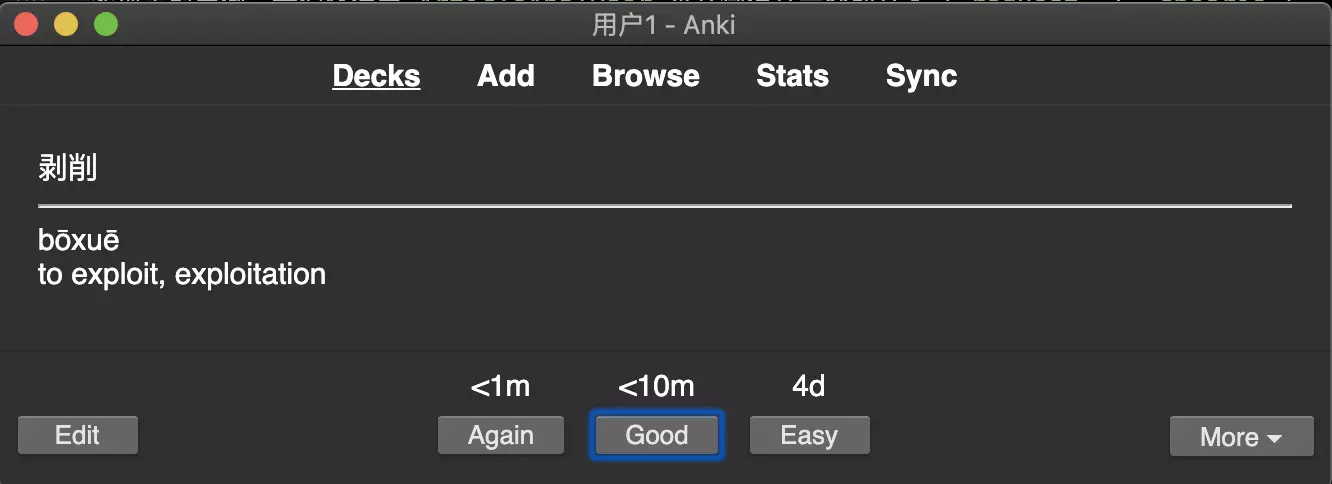 用户1 - Anki
Decks Add Browse Stats Sync
剥削
bōxuē
to exploit, exploitation
<1m <10m 4d
Edit Again Good Easy More